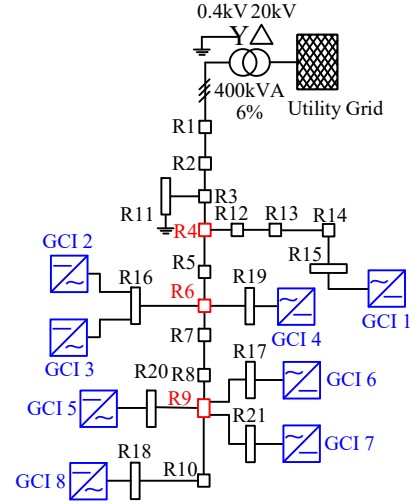 0.4kV 20kV
Y
400kVA
6%
Utility Grid
R1
R2
R3
R11
R4
R12
R13
R14
R15
GCI 1
GCI 2
R5
R16
R6
R19
GCI 3
GCI 4
R7
R17
R20
R8
GCI 6
GCI 5
R9
R21
R18
GCI 7
GCI 8
R10